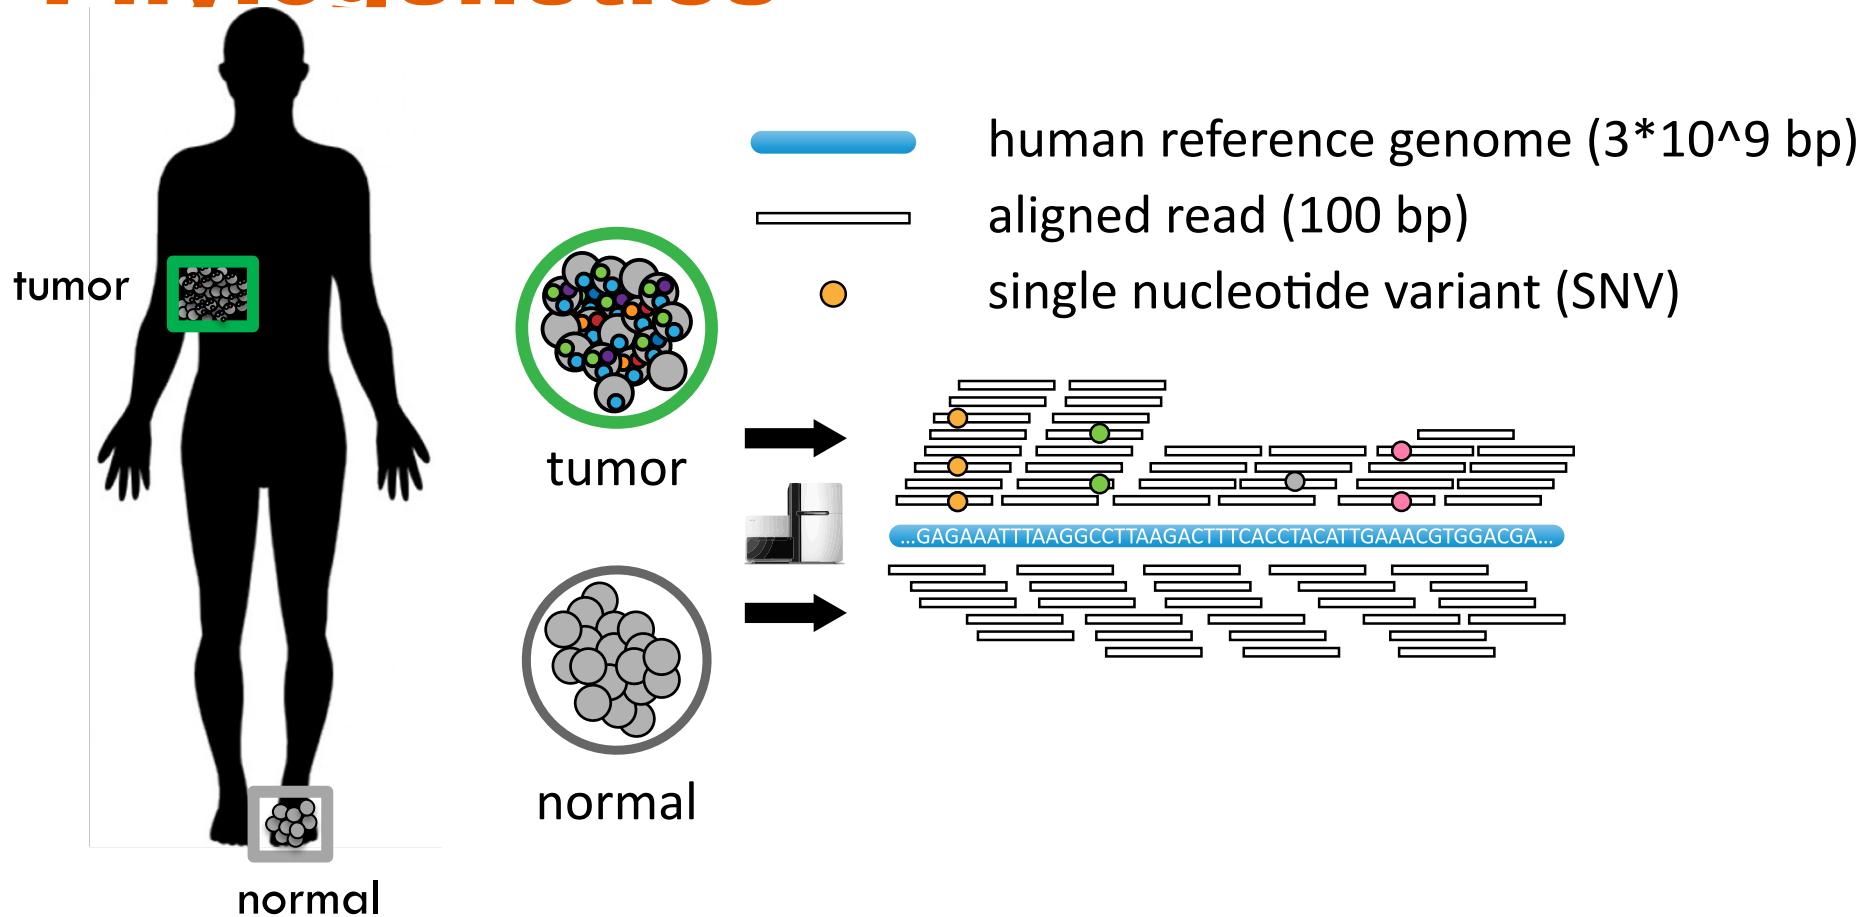 Phylogenetics
human reference genome (3*10^9 bp)
aligned read (100 bp)
single nucleotide variant (SNV)
tumor
tumor
...GAGAAATTTAAGGCCTTAAGACTTTCACCTACATTGAAACGTGGACGA...
normal
normal